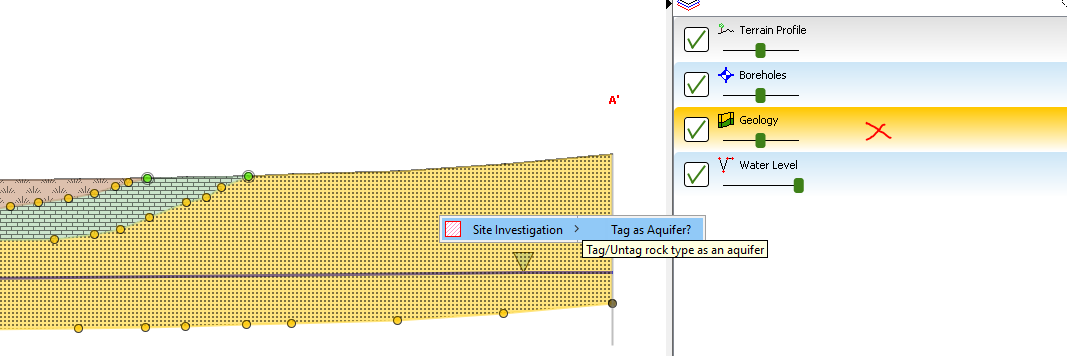 Terrain Profile
Boreholes
A'
Geology
Water Level
Site Investigation > Tag as Aquifer?
Tag/Untag rock type as an aquifer